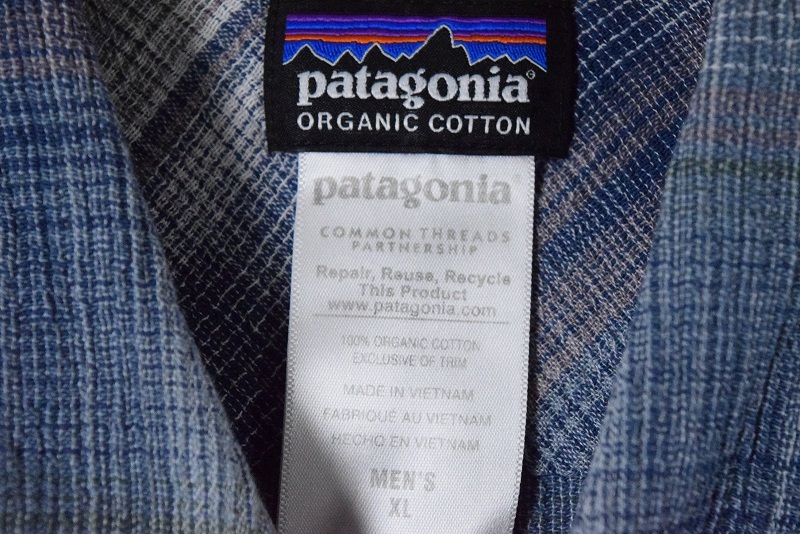 patagonia®
ORGANIC COTTON
patagonia®
COMMON THREADS
PARTNERSHIP
Repair, Reuse, Recycle
This Product
www.patagonia.com
100% ORGANIC COTTON
EXCLUSIVE OF TRIM
MADE IN VIETNAM
FABRIQUÉ AU VIETNAM
HECHO EN VIETNAM
MEN'S
XL